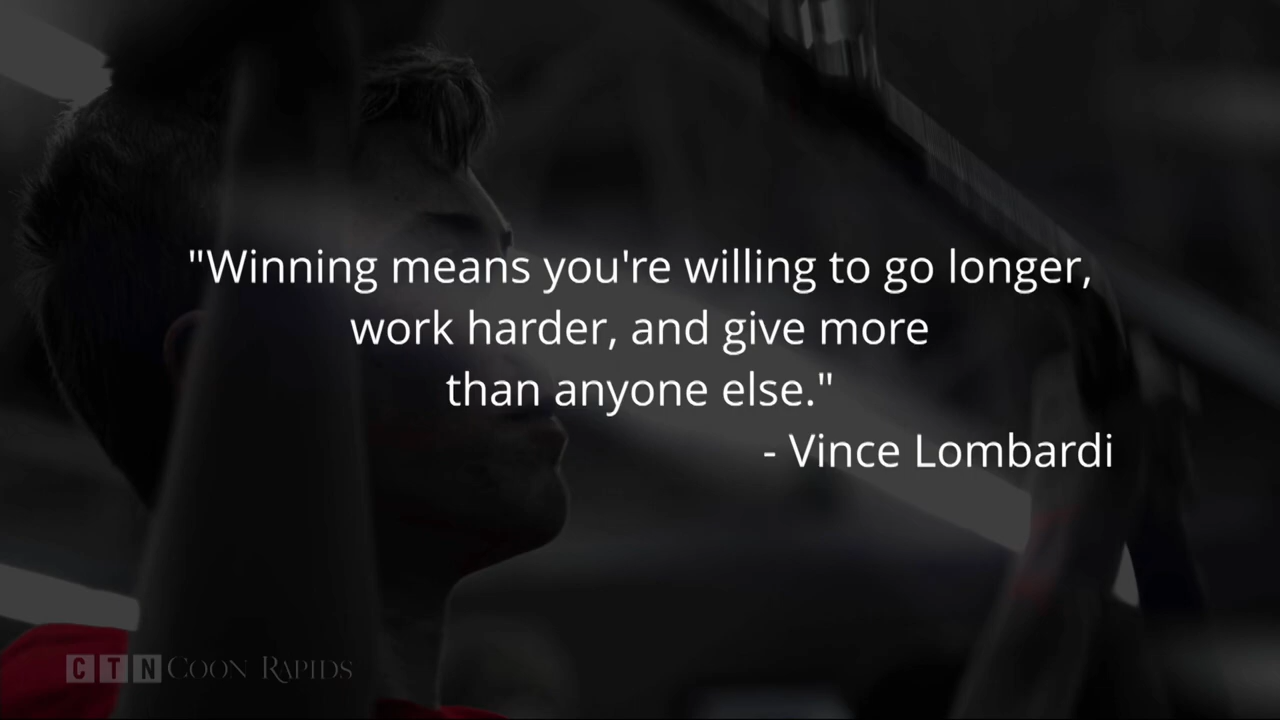 "Winning means you're willing to go longer,
work harder, and give more
than anyone else."
- Vince Lombardi
CTN COON RAPIDS